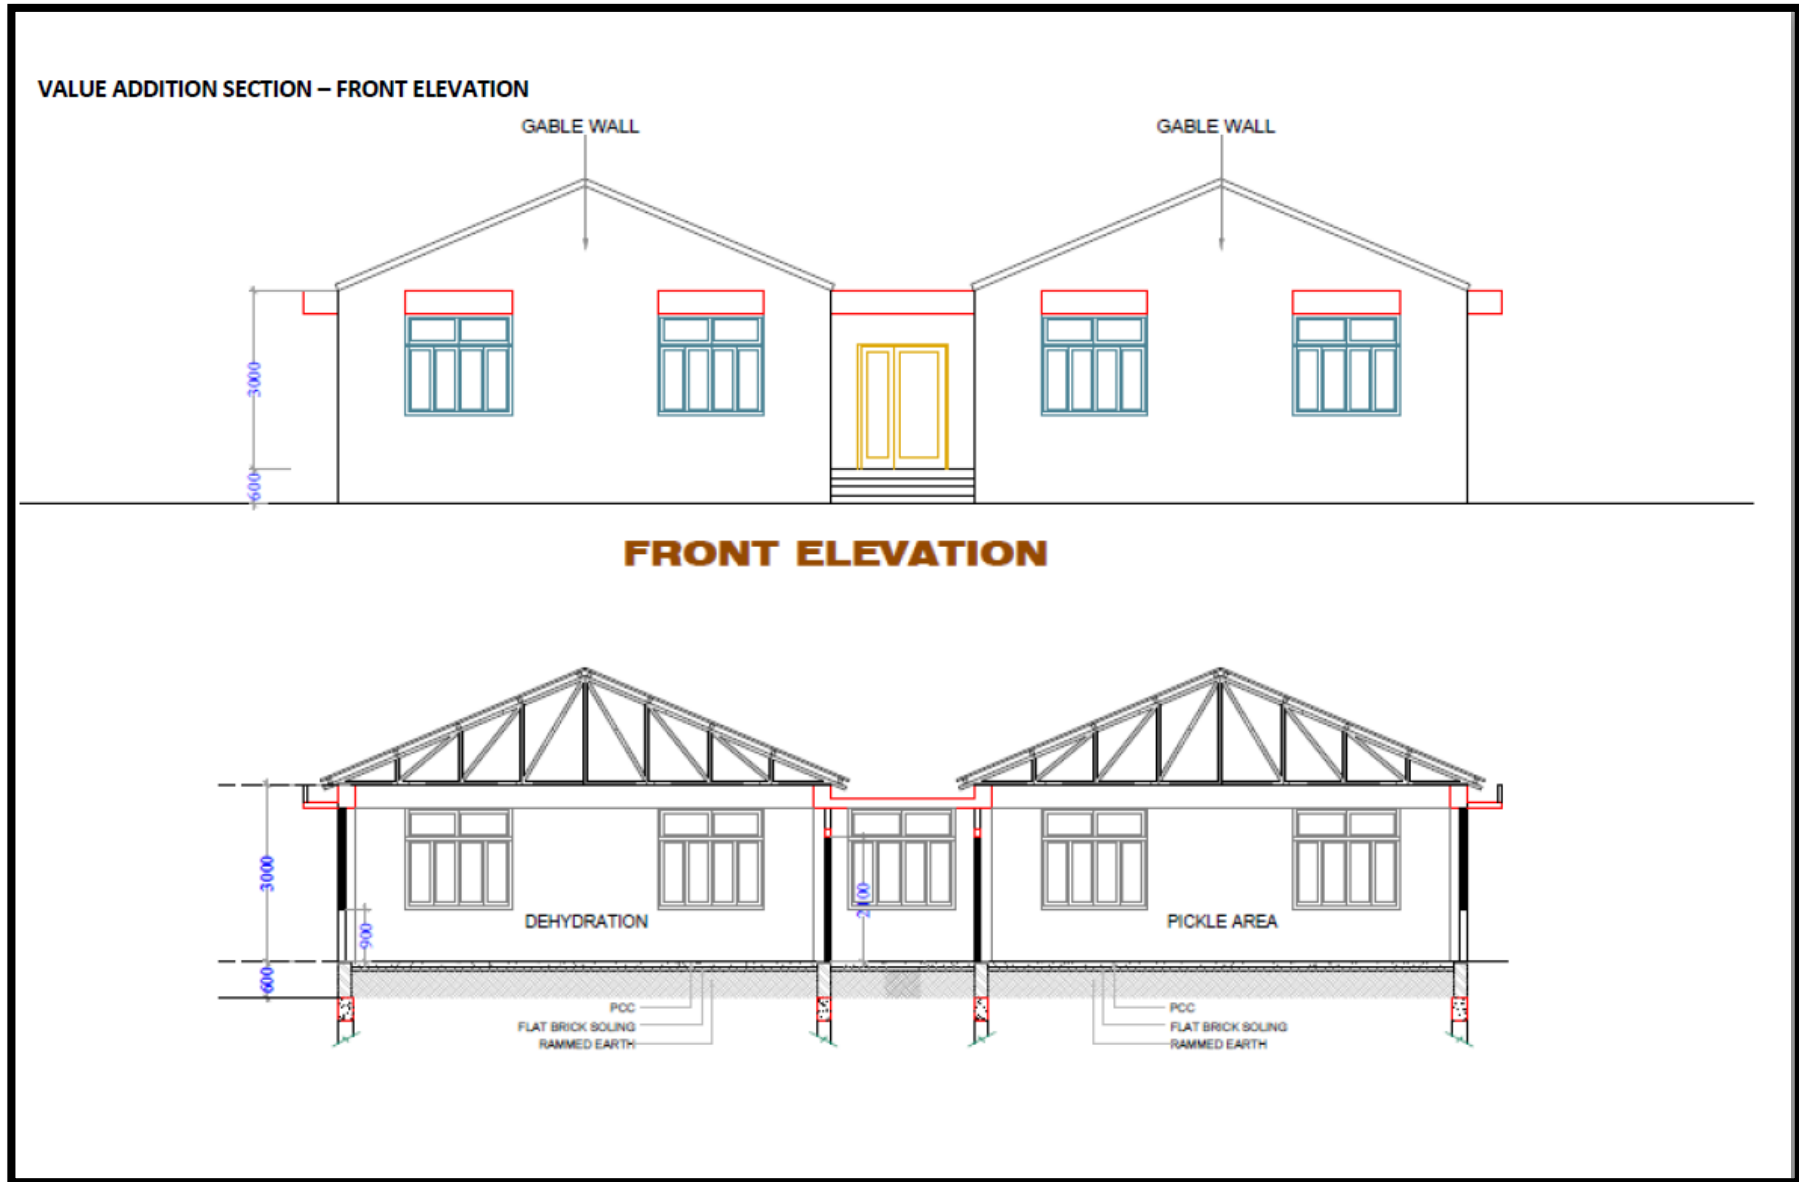 VALUE ADDITION SECTION – FRONT ELEVATION
GABLE WALL
GABLE WALL
3000
600
FRONT ELEVATION
3000
2100
DEHYDRATION
PICKLE AREA
900
600
PCC
PCC
FLAT BRICK SOLING
FLAT BRICK SOLING
RAMMED EARTH
RAMMED EARTH